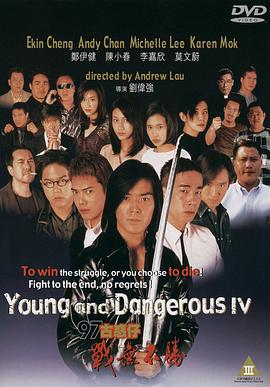 DVD
VIDEO
Ekin Cheng Andy Chan Michelle Lee Karen Mok
鄭伊健 陳小春 李嘉欣 莫文蔚
directed by Andrew Lau
導演 劉偉強
To win the struggle, or you choose to die!
Fight to the end, no regrets!
Young and Dangerous IV
97古惑仔
戰無不勝
III